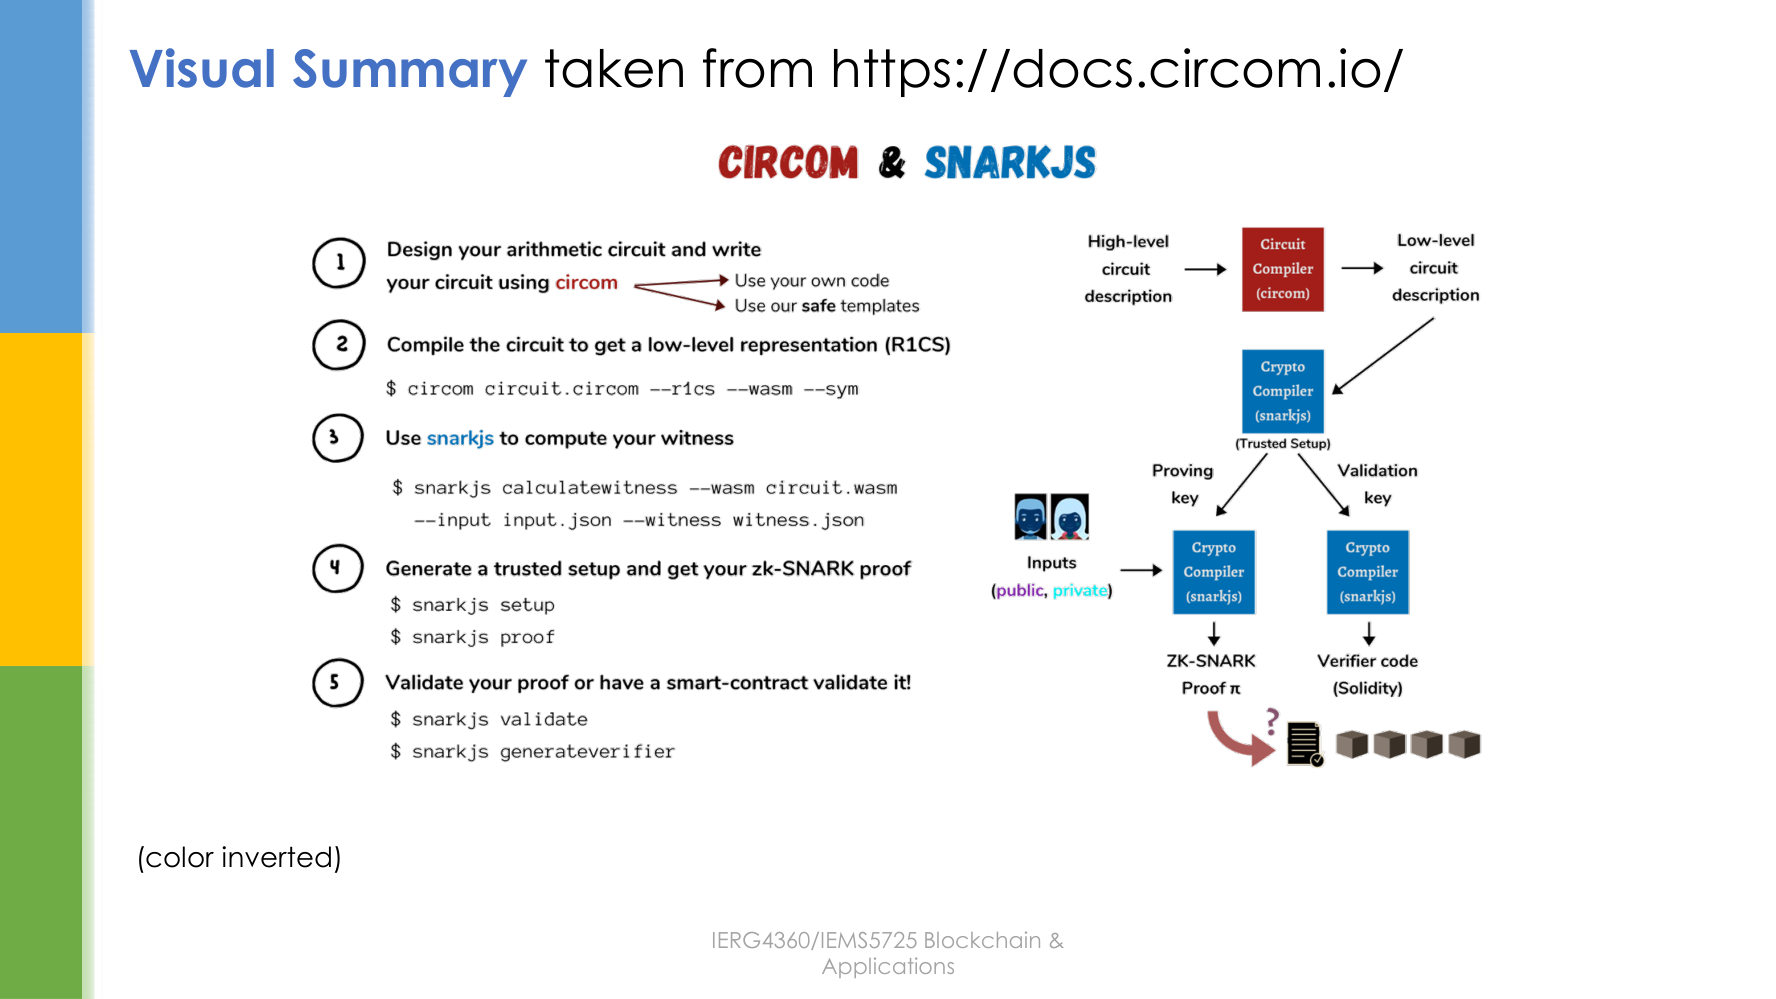 Visual Summary taken from https://docs.circom.io/
CIRCOM & SNARKJS
1
Design your arithmetic circuit and write
your circuit using circom
Use your own code
Use our safe templates
2
Compile the circuit to get a low-level representation (R1CS)
$ circom circuit.circom --r1cs --wasm --sym
3
Use snarkjs to compute your witness
$ snarkjs calculatewitness --wasm circuit.wasm
--input input.json --witness witness.json
4
Generate a trusted setup and get your zk-SNARK proof
$ snarkjs setup
$ snarkjs proof
5
Validate your proof or have a smart-contract validate it!
$ snarkjs validate
$ snarkjs generateverifier
High-level
circuit
description
Circuit
Compiler
(circom)
Low-level
circuit
description
Crypto
Compiler
(snarkjs)
(Trusted Setup)
Proving
key
Validation
key
Inputs
(public, private)
Crypto
Compiler
(snarkjs)
Crypto
Compiler
(snarkjs)
ZK-SNARK
Proof π
Verifier code
(Solidity)
?
(color inverted)
IERG4360/IEMS5725 Blockchain &
Applications